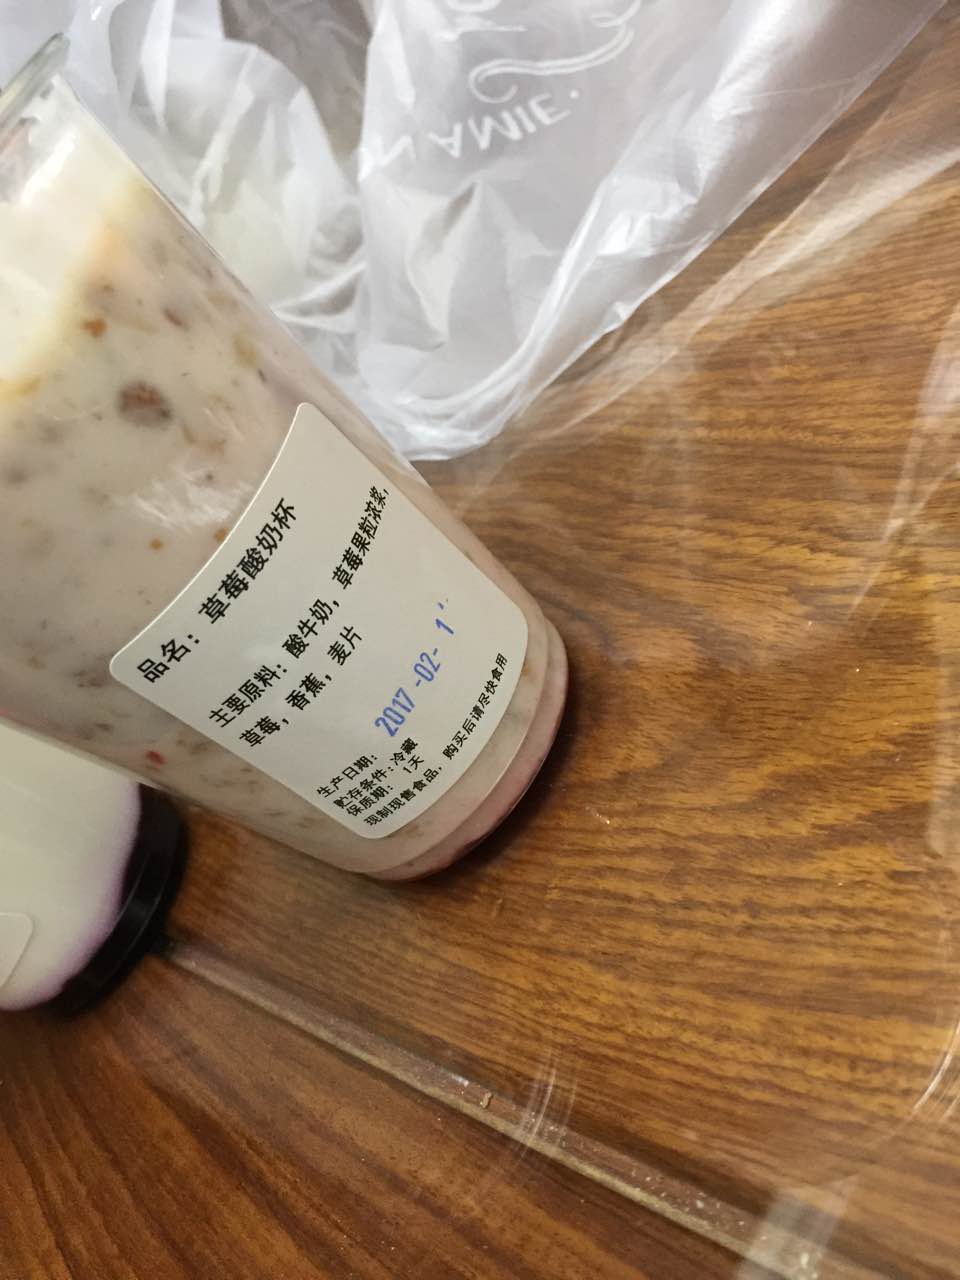 品名：草莓酸奶杯
主要原料：酸牛奶，草莓果粒浓浆，
草莓，香蕉，麦片
生产日期：2017-02-1
贮存条件：冷藏
保质期：1天
现制现售食品，购买后请尽快食用
N AMIE.